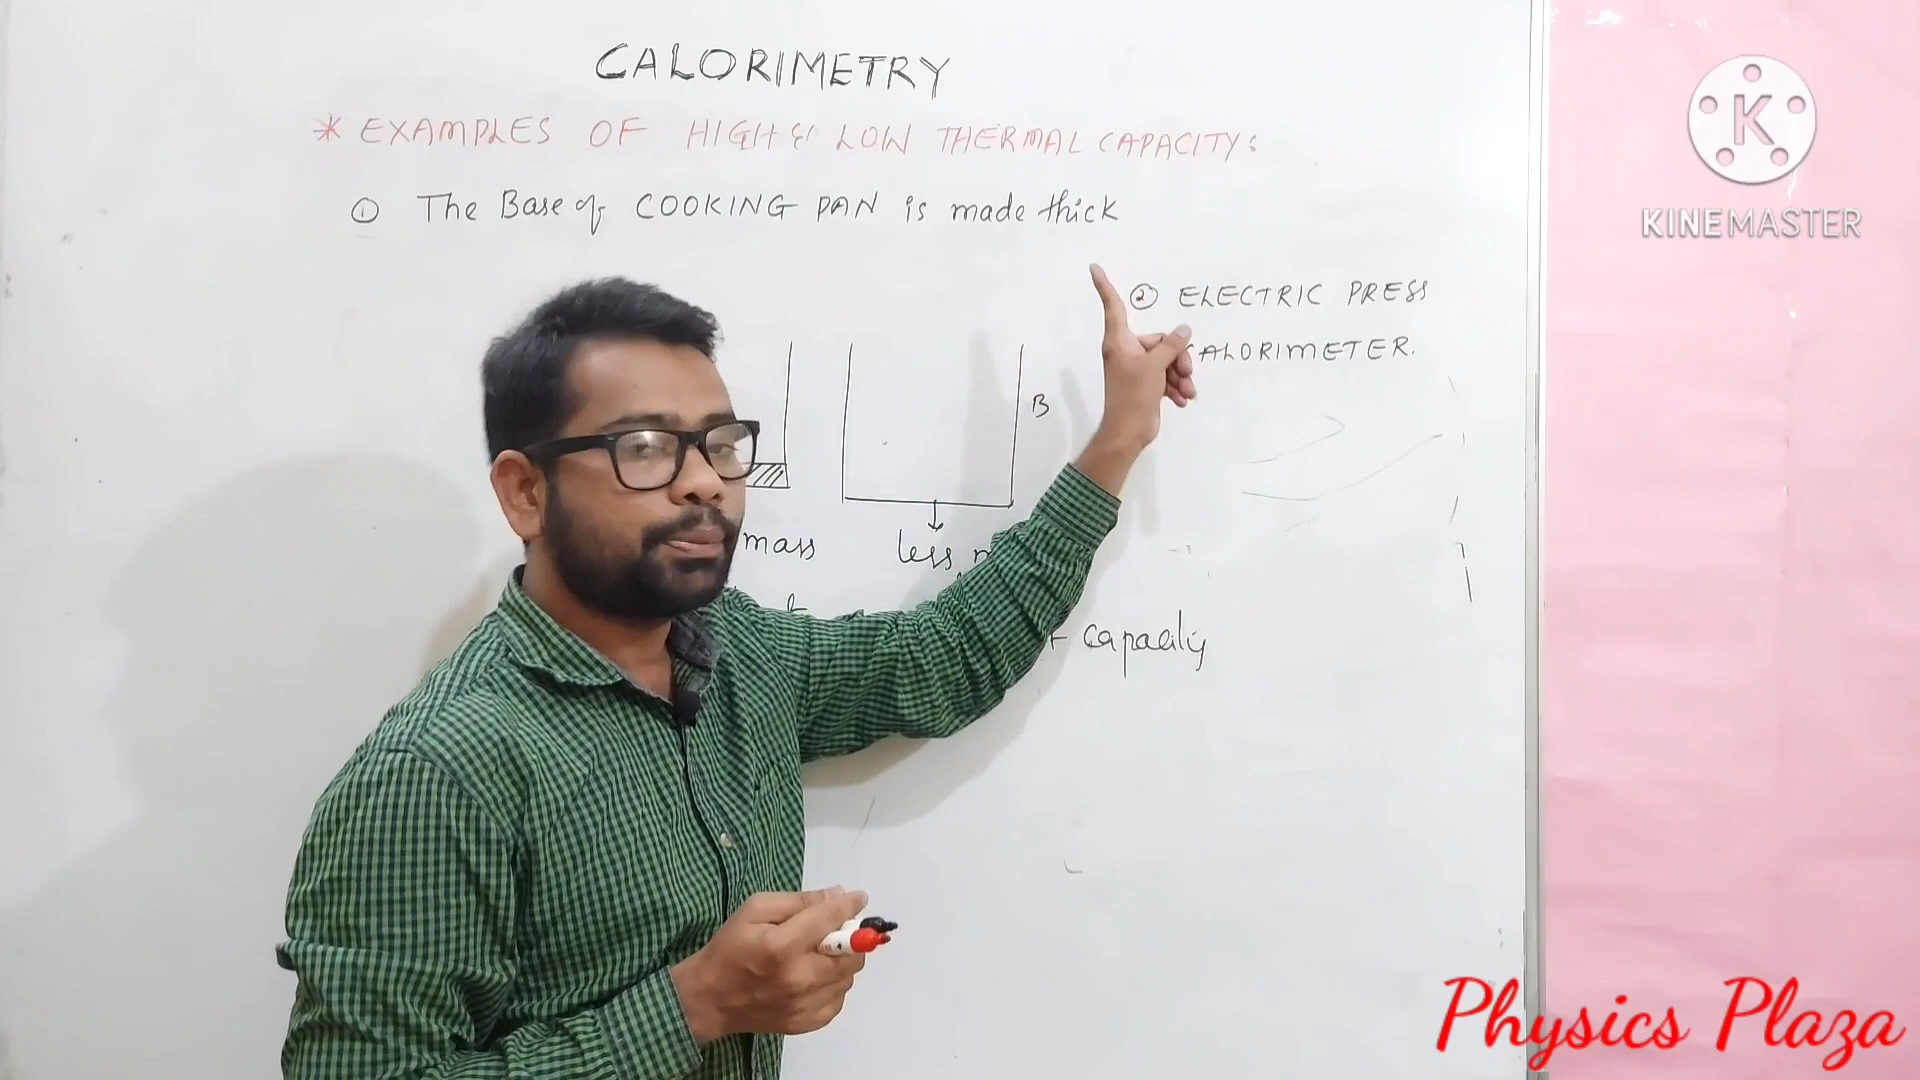 CALORIMETRY
* EXAMPLES OF HIGH & LOW THERMAL CAPACITY:
① The Base of COOKING PAN is made thick
② ELECTRIC PRESS
CALORIMETER.
B
mass
less
capacity
K
KINEMASTER
Physics Plaza